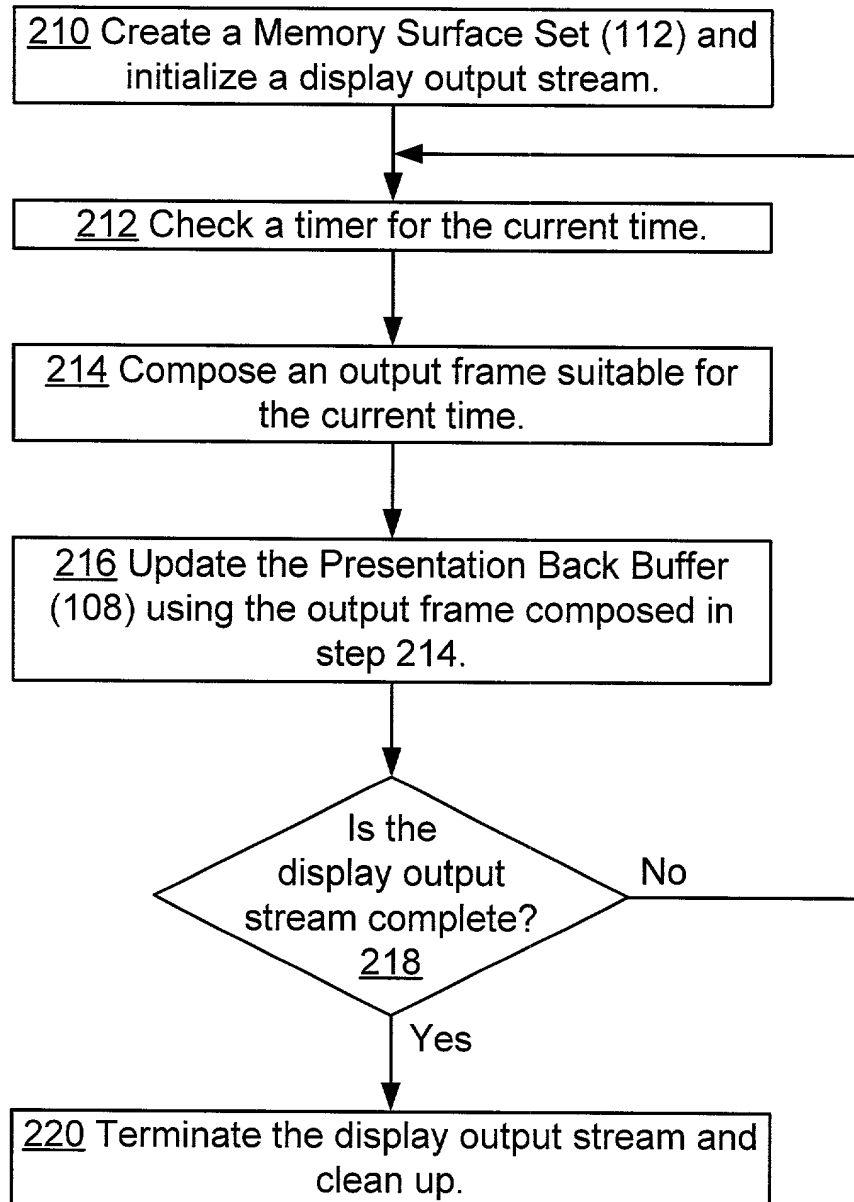 210 Create a Memory Surface Set (112) and
initialize a display output stream.
212 Check a timer for the current time.
214 Compose an output frame suitable for
the current time.
216 Update the Presentation Back Buffer
(108) using the output frame composed in
step 214.
Is the
display output
stream complete?
218
No
Yes
220 Terminate the display output stream and
clean up.